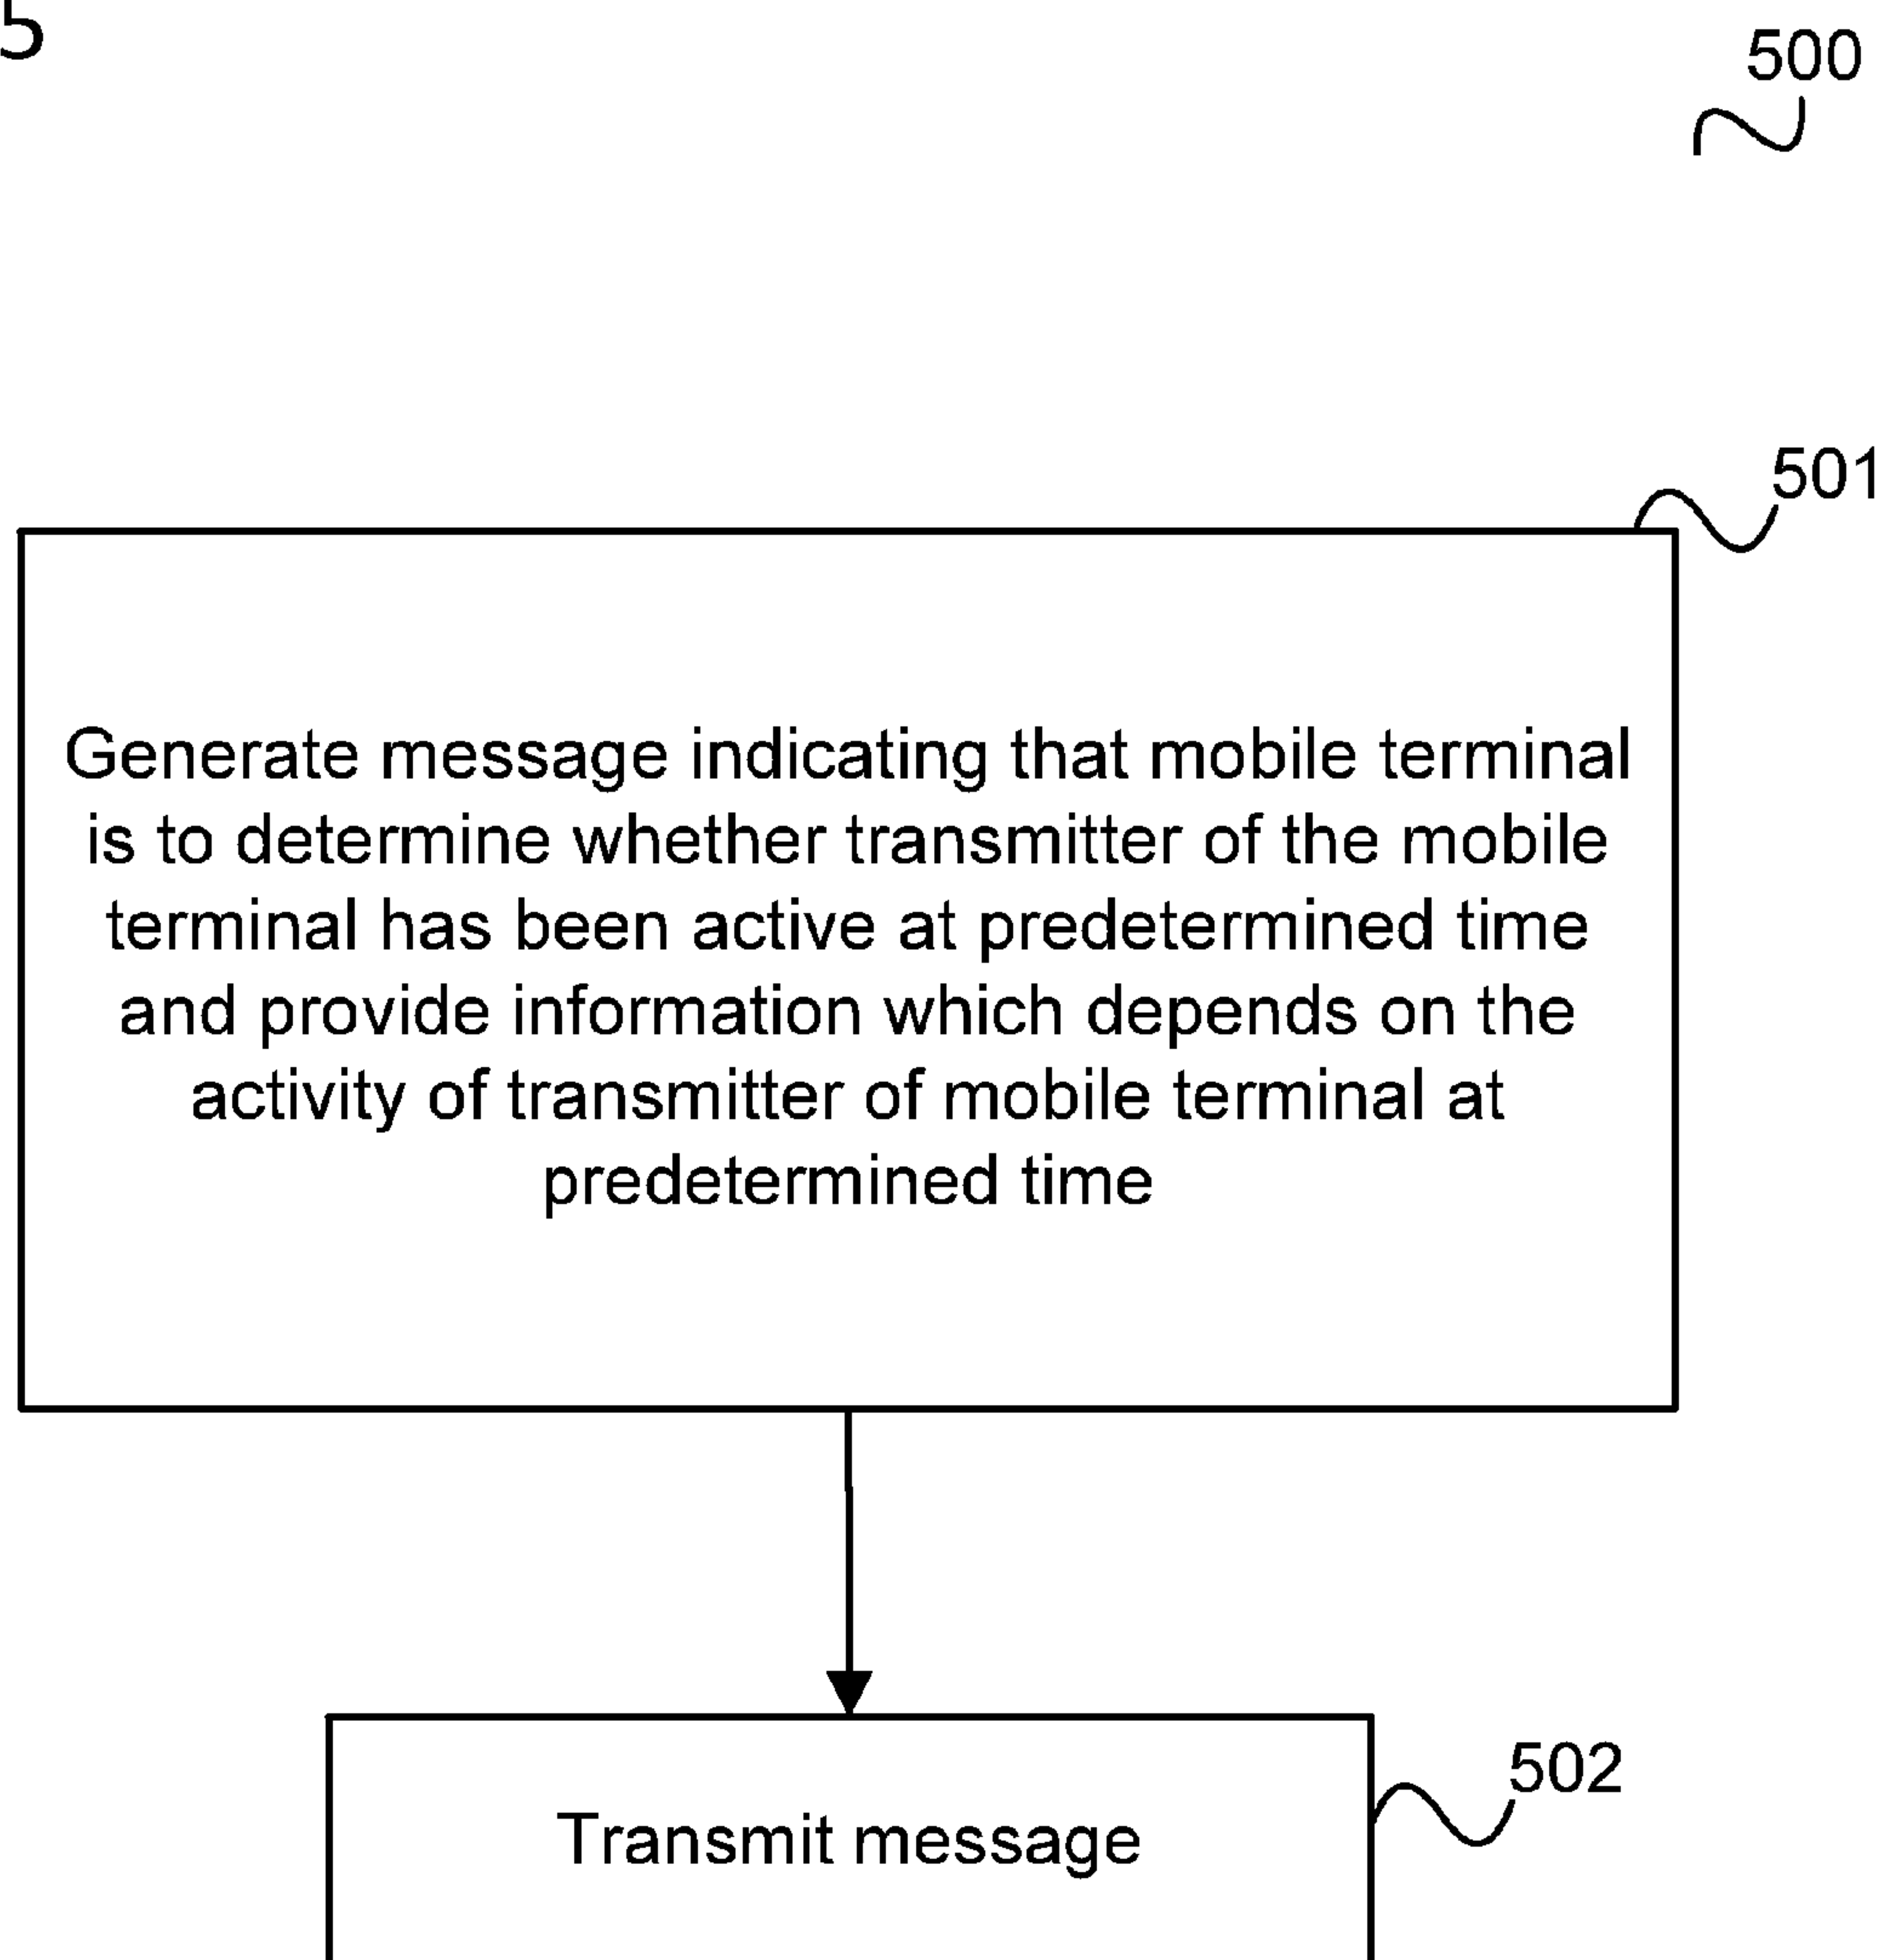 5
500
501
Generate message indicating that mobile terminal
is to determine whether transmitter of the mobile
terminal has been active at predetermined time
and provide information which depends on the
activity of transmitter of mobile terminal at
predetermined time
502
Transmit message